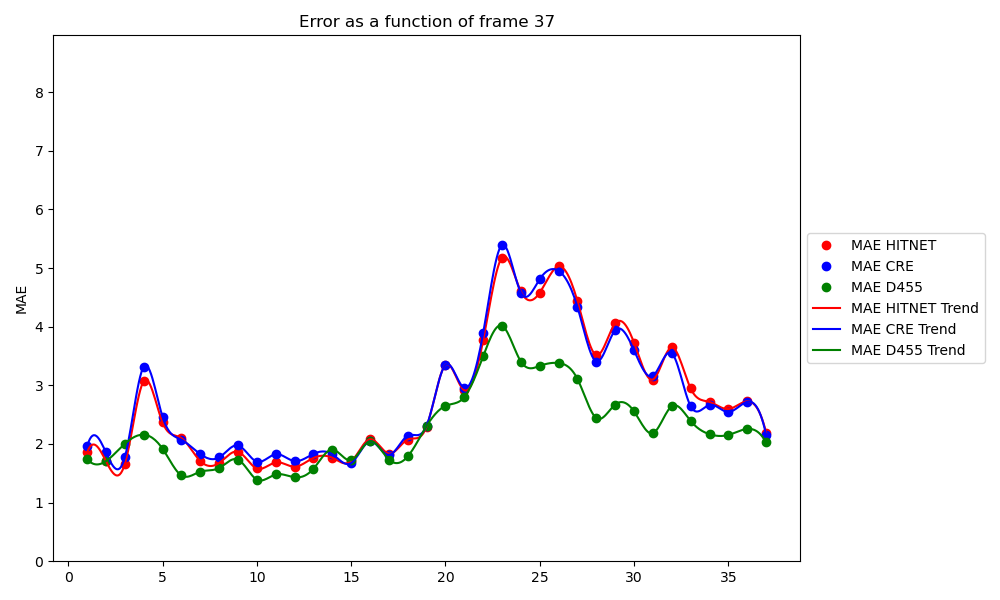 Error as a function of frame 37
MAE
8
7
6
5
4
3
2
1
0
0 5 10 15 20 25 30 35
MAE HITNET
MAE CRE
MAE D455
MAE HITNET Trend
MAE CRE Trend
MAE D455 Trend